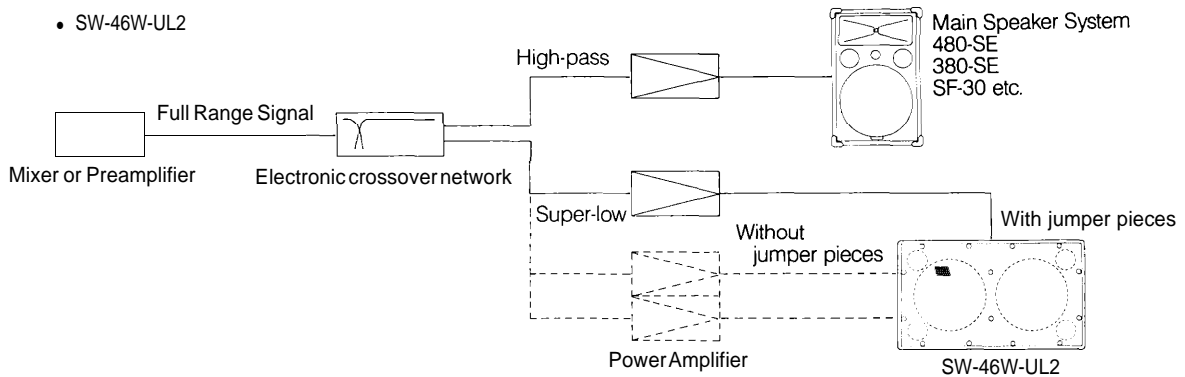 • SW-46W-UL2
Main Speaker System
480-SE
380-SE
SF-30 etc.
High-pass
Full Range Signal
Mixer or Preamplifier
Electronic crossover network
Super-low
With jumper pieces
Without
jumper pieces
Power Amplifier
SW-46W-UL2